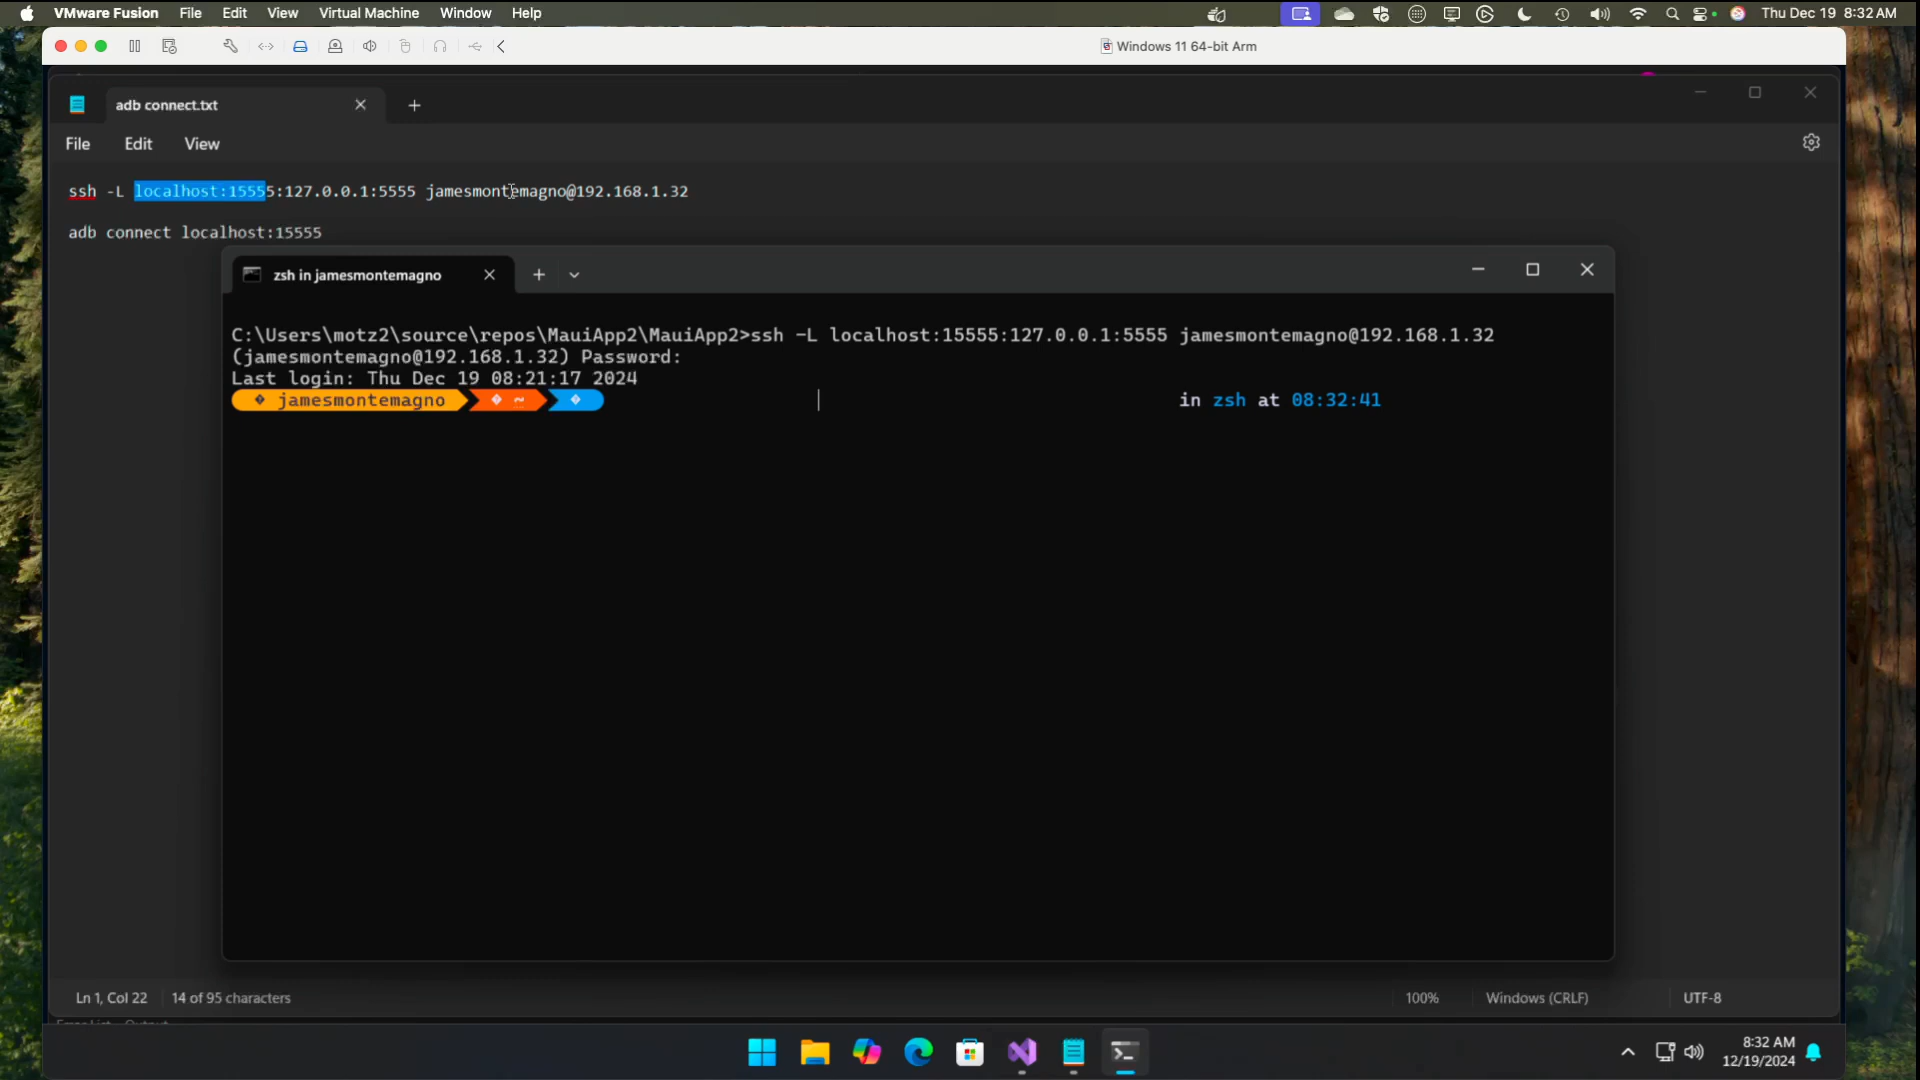 VMware Fusion File Edit View Virtual Machine Window Help Thu Dec 19 8:32 AM
Windows 11 64-bit Arm
adb connect.txt
File Edit View
ssh -L localhost:15555:127.0.0.1:5555 jamesmontemagno@192.168.1.32
adb connect localhost:15555
zsh in jamesmontemagno
C:\Users\motz2\source\repos\MauiApp2\MauiApp2>ssh -L localhost:15555:127.0.0.1:5555 jamesmontemagno@192.168.1.32
(jamesmontemagno@192.168.1.32) Password:
Last login: Thu Dec 19 08:21:17 2024
� jamesmontemagno � ~ � in zsh at 08:32:41
Ln 1, Col 22 14 of 95 characters 100% Windows (CRLF) UTF-8
8:32 AM
12/19/2024